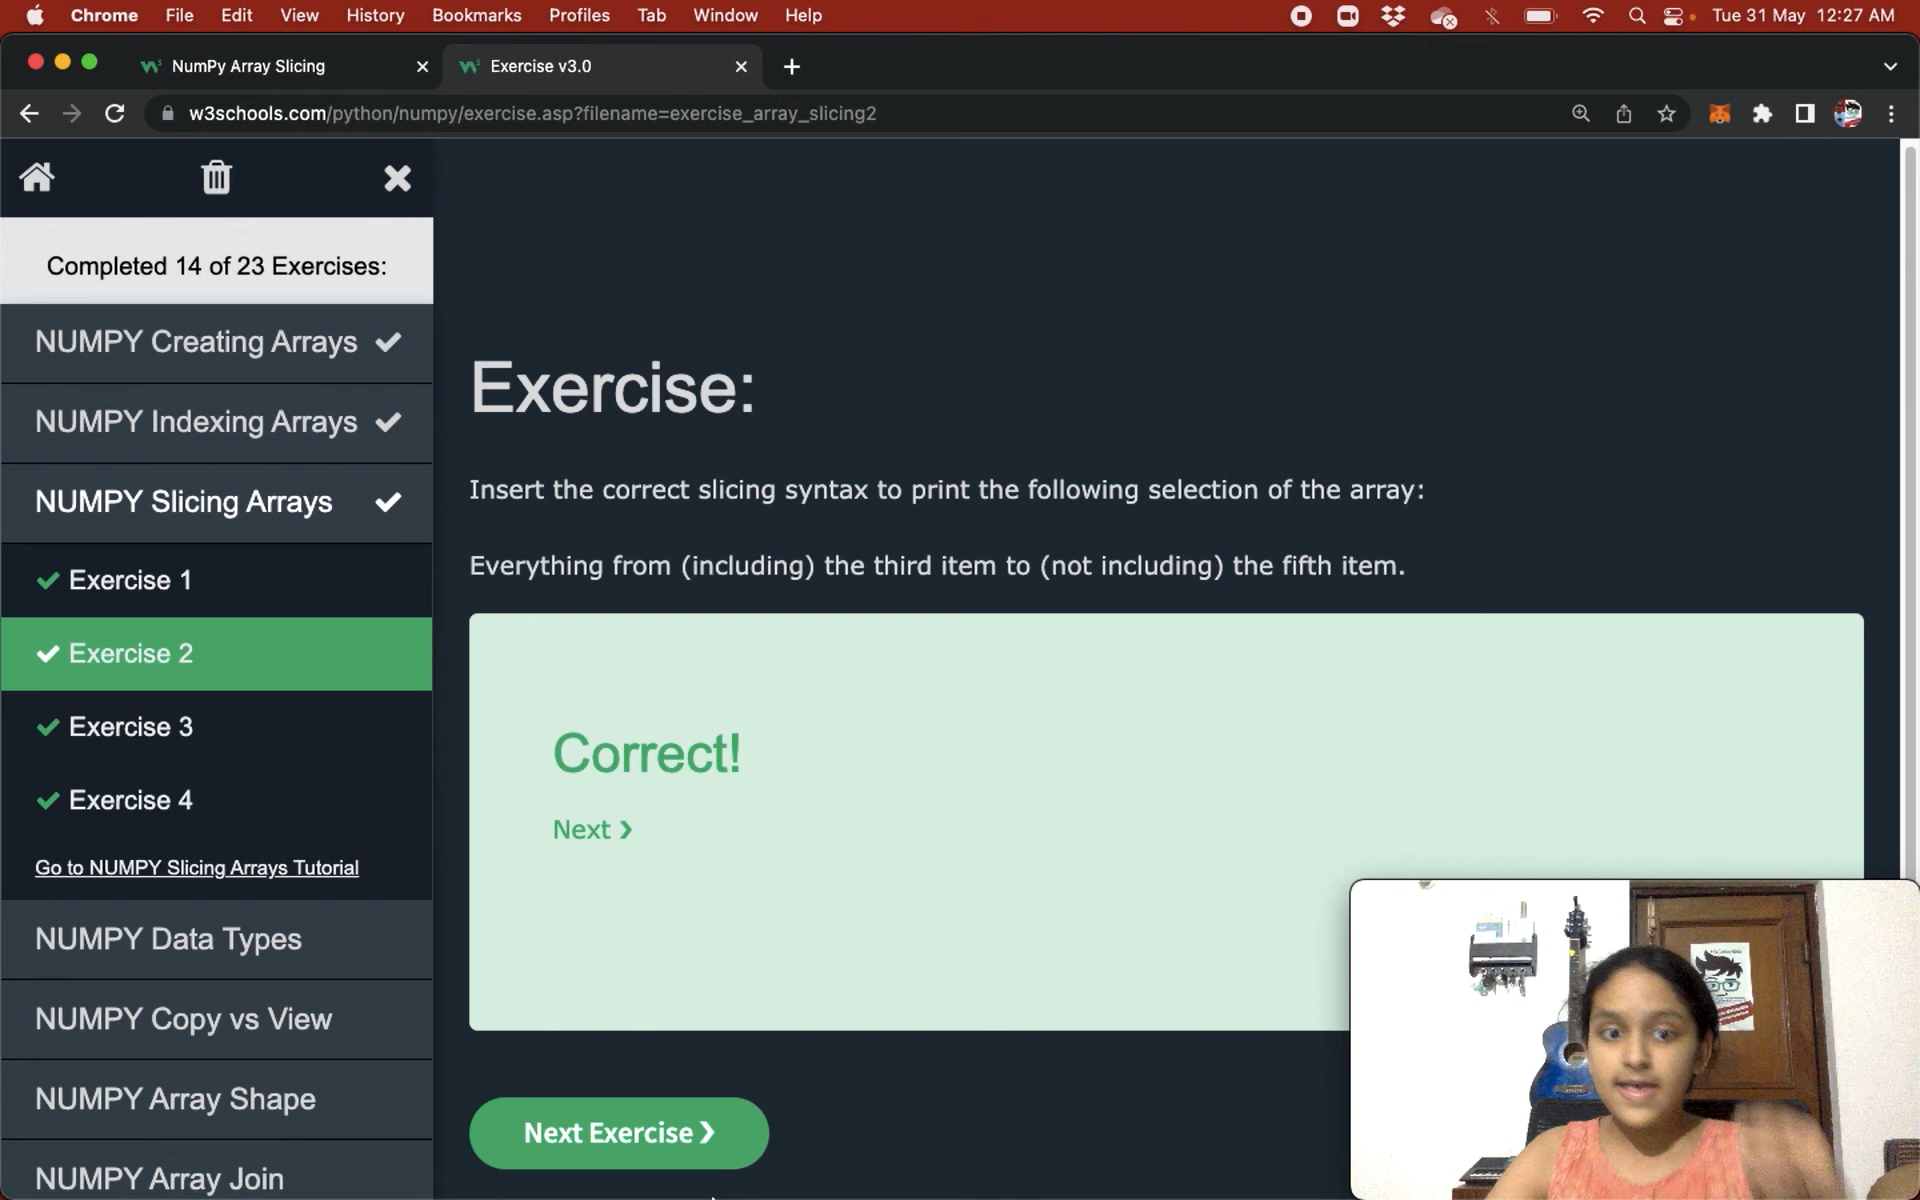 Chrome File Edit View History Bookmarks Profiles Tab Window Help Tue 31 May 12:27 AM
NumPy Array Slicing Exercise v3.0
w3schools.com/python/numpy/exercise.asp?filename=exercise_array_slicing2
Completed 14 of 23 Exercises:
NUMPY Creating Arrays
NUMPY Indexing Arrays
NUMPY Slicing Arrays
Exercise 1
Exercise 2
Exercise 3
Exercise 4
Go to NUMPY Slicing Arrays Tutorial
NUMPY Data Types
NUMPY Copy vs View
NUMPY Array Shape
NUMPY Array Join
Exercise:
Insert the correct slicing syntax to print the following selection of the array:
Everything from (including) the third item to (not including) the fifth item.
Correct!
Next ❯
Next Exercise ❯